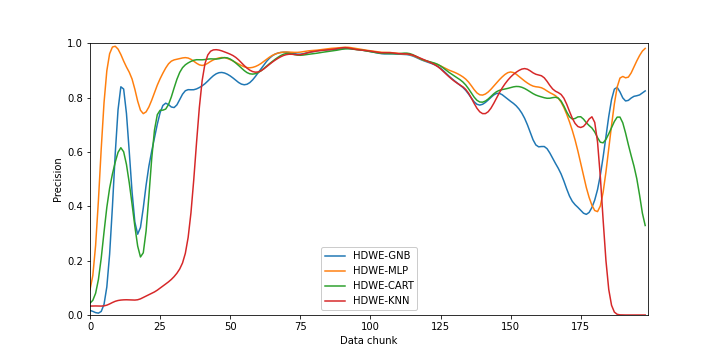 1.0
0.8
0.6
0.4
0.2
0.0
Precision
0
25
50
75
100
125
150
175
Data chunk
HDWE-GNB
HDWE-MLP
HDWE-CART
HDWE-KNN